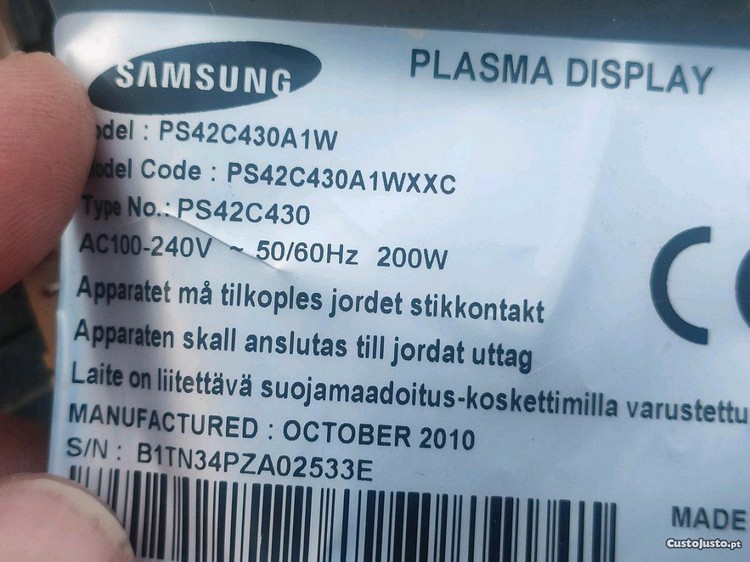 SAMSUNG
PLASMA DISPLAY
Model : PS42C430A1W
Model Code : PS42C430A1WXXC
Type No.: PS42C430
AC100-240V ~ 50/60Hz 200W
Apparatet må tilkoples jordet stikkontakt
Apparaten skall anslutas till jordat uttag
Laite on liitettävä suojamaadoitus-koskettimilla varustettu
MANUFACTURED : OCTOBER 2010
S/N : B1TN34PZA02533E
MADE
CustoJusto.pt